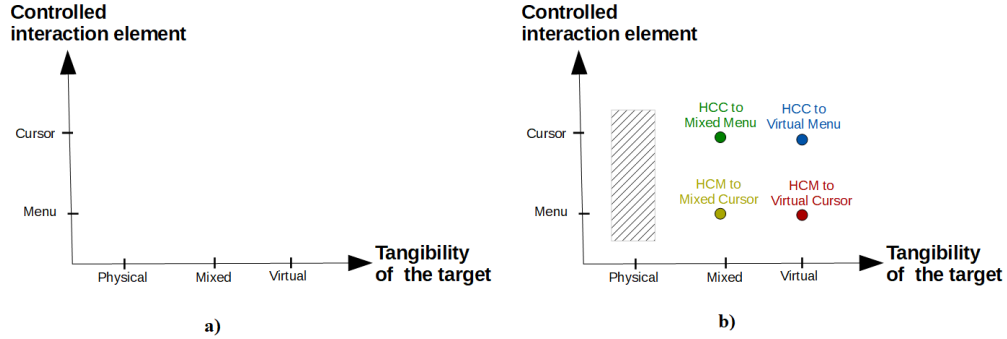 Controlled
interaction element
Cursor
Menu
Physical
Mixed
Virtual
Tangibility
of the target
a)
Controlled
interaction element
HCC to
Mixed Menu
HCC to
Virtual Menu
Cursor
HCM to
Mixed Cursor
HCM to
Virtual Cursor
Menu
Physical
Mixed
Virtual
Tangibility
of the target
b)